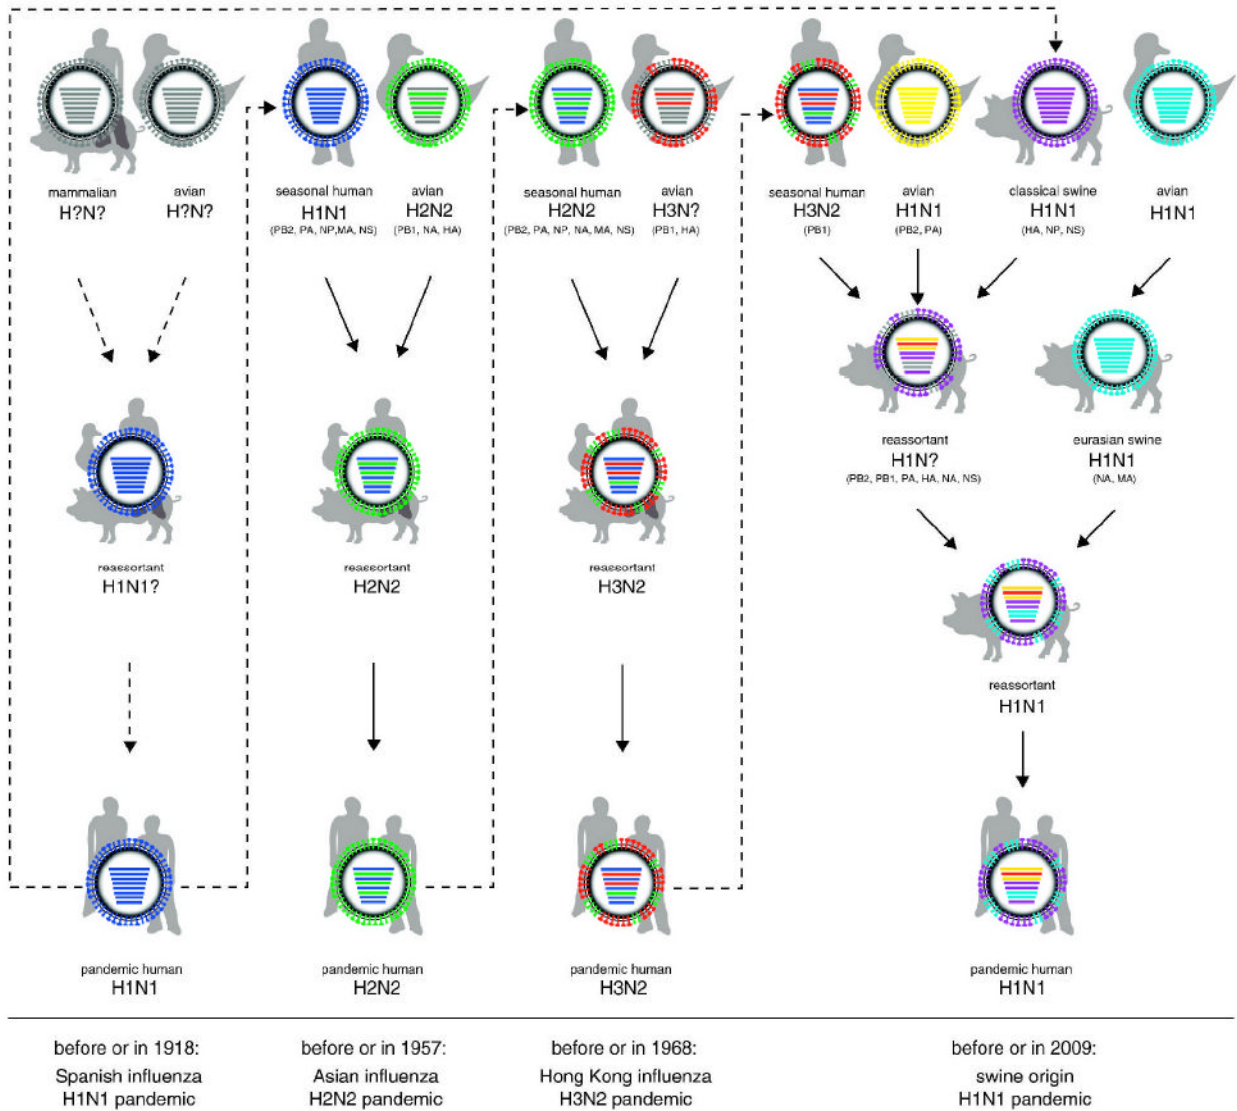 mammalian
H?N?
avian
H?N?
seasonal human
H1N1
(PB2, PA, NP,MA, NS)
avian
H2N2
(PB1, NA, HA)
seasonal human
H2N2
(PB2, PA, NP, NA, MA, NS)
avian
H3N?
(PB1, HA)
seasonal human
H3N2
(PB1)
avian
H1N1
(PB2, PA)
classical swine
H1N1
(HA, NP, NS)
avian
H1N1
reassortant
H1N?
(PB2, PB1, PA, HA, NA, NS)
eurasian swine
H1N1
(NA, MA)
reassortant
H1N1?
reassortant
H2N2
reassortant
H3N2
reassortant
H1N1
pandemic human
H1N1
pandemic human
H2N2
pandemic human
H3N2
pandemic human
H1N1
before or in 1918:
Spanish influenza
H1N1 pandemic
before or in 1957:
Asian influenza
H2N2 pandemic
before or in 1968:
Hong Kong influenza
H3N2 pandemic
before or in 2009:
swine origin
H1N1 pandemic